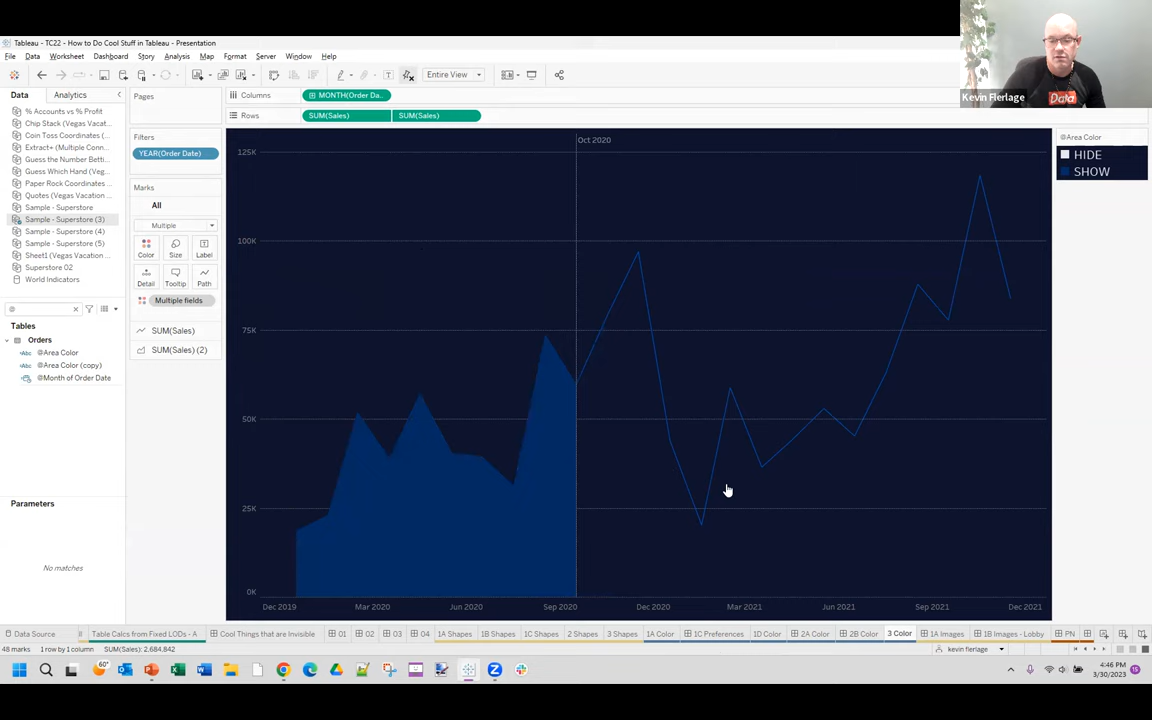 Tableau - TC22 - How to Do Cool Stuff in Tableau - Presentation
File Data Worksheet Dashboard Story Analysis Map Format Server Window Help
Entire View
Data Analytics
% Accounts vs % Profit
Chip Stack (Vegas Vacat...
Coin Toss Coordinates (...
Extract+ (Multiple Conn...
Guess the Number Betti...
Guess Which Hand (Veg...
Paper Rock Coordinates ...
Quotes (Vegas Vacation ...
Sample - Superstore
Sample - Superstore (3)
Sample - Superstore (4)
Sample - Superstore (5)
Sheet1 (Vegas Vacation ...
Superstore 02
World Indicators
@
Tables
Orders
Abc @Area Color
Abc @Area Color (copy)
@Month of Order Date
Parameters
No matches
Pages
Filters
YEAR(Order Date)
Marks
All
Multiple
Color Size Label
Detail Tooltip Path
Multiple fields
SUM(Sales)
SUM(Sales) (2)
Columns MONTH(Order Da..
Rows SUM(Sales) SUM(Sales)
Oct 2020
125K
100K
75K
50K
25K
0K
Dec 2019 Mar 2020 Jun 2020 Sep 2020 Dec 2020 Mar 2021 Jun 2021 Sep 2021 Dec 2021
Data
Kevin Flerlage
@Area Color
HIDE
SHOW
Data Source Table Calcs from Fixed LODs - A Cool Things that are Invisible 01 02 03 04 1A Shapes 1B Shapes 1C Shapes 2 Shapes 3 Shapes 1A Color 1C Preferences 1D Color 2A Color 2B Color 3 Color 1A Images 1B Images - Lobby PN
48 marks 1 row by 1 column SUM(Sales): 2,684,842
kevin flerlage
60°
4:46 PM
3/30/2023
15